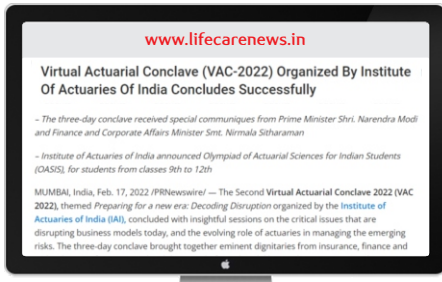 www.lifecarenews.in
Virtual Actuarial Conclave (VAC-2022) Organized By Institute
Of Actuaries Of India Concludes Successfully
– The three-day conclave received special communiques from Prime Minister Shri. Narendra Modi
and Finance and Corporate Affairs Minister Smt. Nirmala Sitharaman
– Institute of Actuaries of India announced Olympiad of Actuarial Sciences for Indian Students
(OASIS), for students from classes 9th to 12th
MUMBAI, India, Feb. 17, 2022 /PRNewswire/ — The Second Virtual Actuarial Conclave 2022 (VAC
2022), themed Preparing for a new era: Decoding Disruption organized by the Institute of
Actuaries of India (IAI), concluded with insightful sessions on the critical issues that are
disrupting business models today, and the evolving role of actuaries in managing the emerging
risks. The three-day conclave brought together eminent dignitaries from insurance, finance and